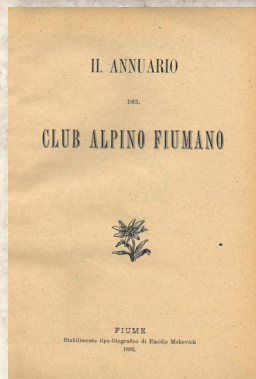 II. ANNUARIO
DEL
CLUB ALPINO FIUMANO
FIUME
Stabilimento tipo-litografico di Emidio Mohovich
1892.